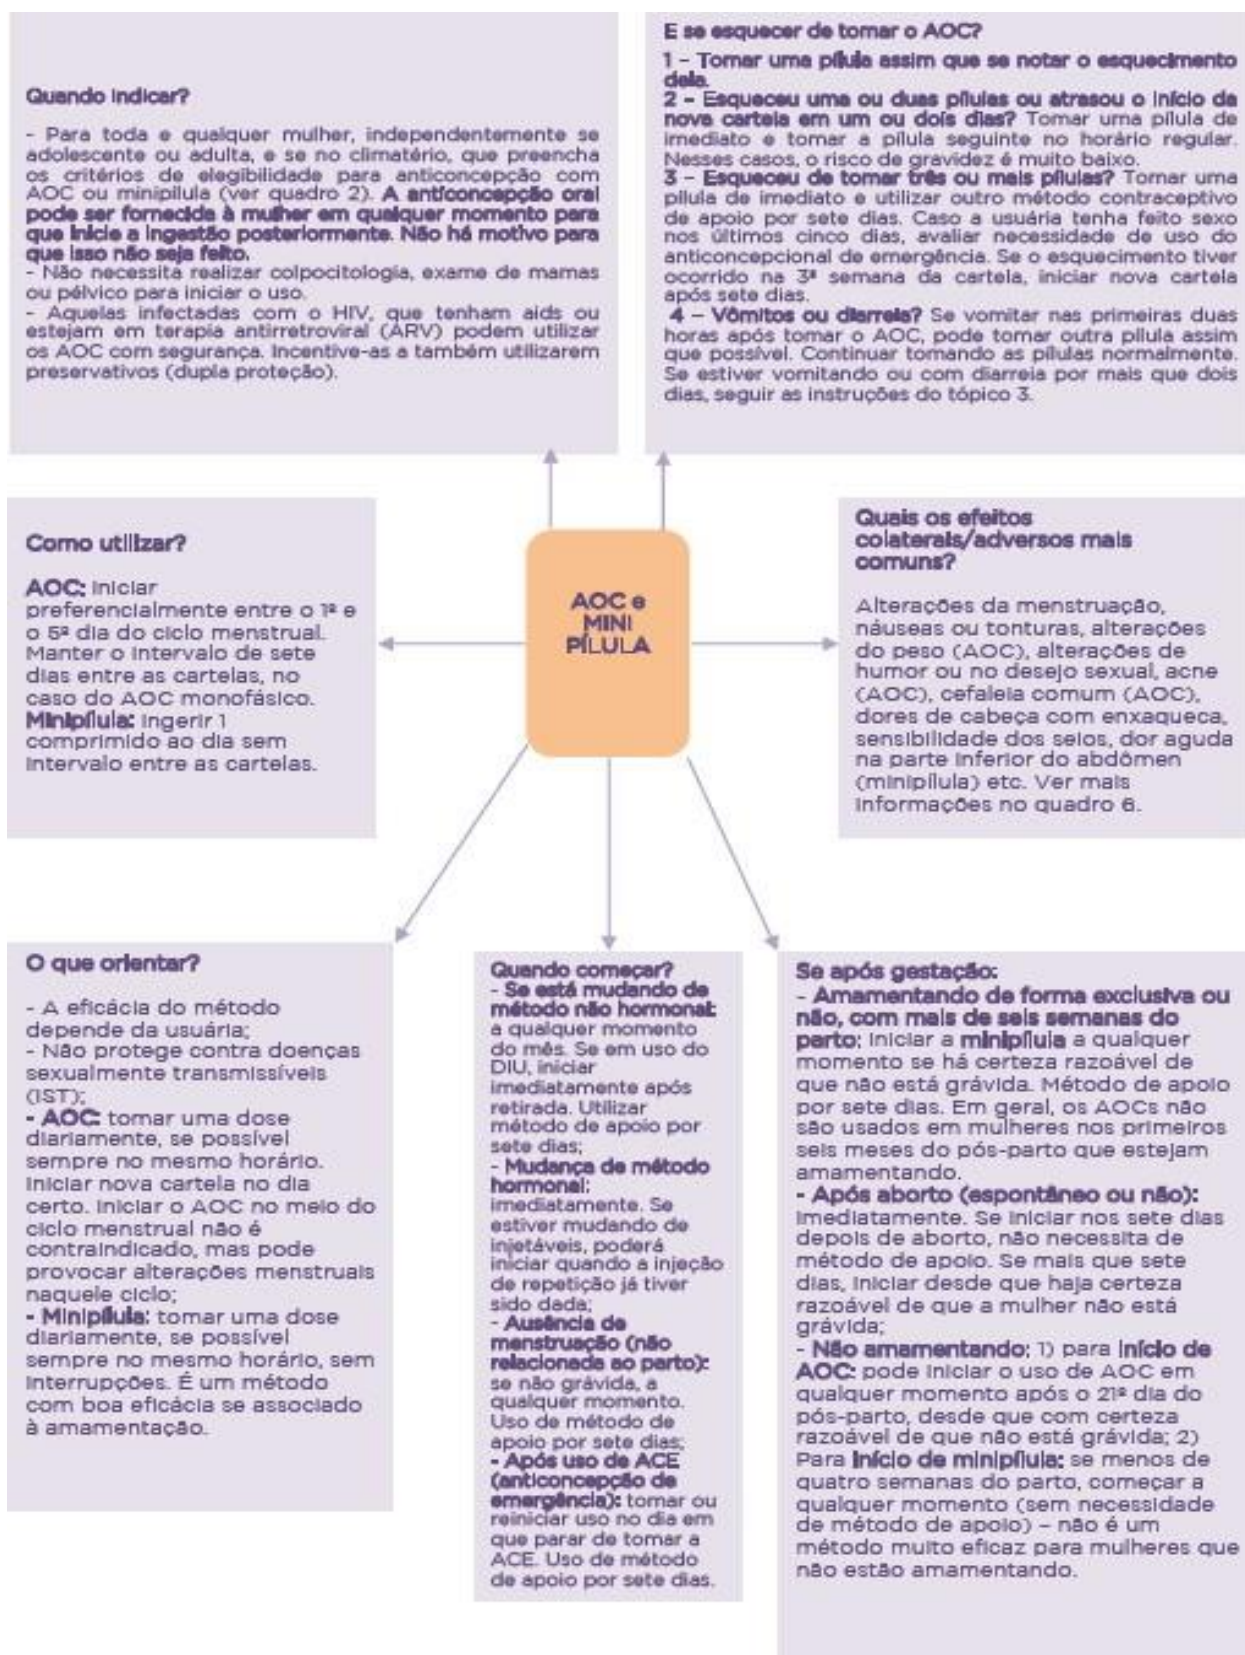 Quando indicar?
- Para toda e qualquer mulher, independentemente se
adolescente ou adulta, e se no climatério, que preencha
os critérios de elegibilidade para anticoncepção com
AOC ou minipílula (ver quadro 2). A anticoncepção oral
pode ser fornecida à mulher em qualquer momento para
que inicie a ingestão posteriormente. Não há motivo para
que isso não seja feito.
- Não necessita realizar colpocitologia, exame de mamas
ou pélvico para iniciar o uso.
- Aquelas infectadas com o HIV, que tenham aids ou
estejam em terapia antirretroviral (ARV) podem utilizar
os AOC com segurança. Incentive-as a também utilizarem
preservativos (dupla proteção).
E se esquecer de tomar o AOC?
1 – Tomar uma pílula assim que se notar o esquecimento
dela.
2 – Esqueceu uma ou duas pílulas ou atrasou o início da
nova cartela em um ou dois dias? Tomar uma pílula de
imediato e tomar a pílula seguinte no horário regular.
Nesses casos, o risco de gravidez é muito baixo.
3 – Esqueceu de tomar três ou mais pílulas? Tomar uma
pílula de imediato e utilizar outro método contraceptivo
de apoio por sete dias. Caso a usuária tenha feito sexo
nos últimos cinco dias, avaliar necessidade de uso do
anticoncepcional de emergência. Se o esquecimento tiver
ocorrido na 3ª semana da cartela, iniciar nova cartela
após sete dias.
4 – Vômitos ou diarreia? Se vomitar nas primeiras duas
horas após tomar o AOC, pode tomar outra pílula assim
que possível. Continuar tomando as pílulas normalmente.
Se estiver vomitando ou com diarreia por mais que dois
dias, seguir as instruções do tópico 3.
Como utilizar?
AOC: Iniciar
preferencialmente entre o 1º e
o 5º dia do ciclo menstrual.
Manter o intervalo de sete
dias entre as cartelas, no
caso do AOC monofásico.
Minipílula: Ingerir 1
comprimido ao dia sem
intervalo entre as cartelas.
AOC e
MINI
PÍLULA
Quais os efeitos
colaterais/adversos mais
comuns?
Alterações da menstruação,
náuseas ou tonturas, alterações
do peso (AOC), alterações de
humor ou no desejo sexual, acne
(AOC), cefaleia comum (AOC),
dores de cabeça com enxaqueca,
sensibilidade dos seios, dor aguda
na parte inferior do abdômen
(minipílula) etc. Ver mais
informações no quadro 6.
O que orientar?
- A eficácia do método
depende da usuária;
- Não protege contra doenças
sexualmente transmissíveis
(IST);
- AOC: tomar uma dose
diariamente, se possível
sempre no mesmo horário.
Iniciar nova cartela no dia
certo. Iniciar o AOC no meio do
ciclo menstrual não é
contraindicado, mas pode
provocar alterações menstruais
naquele ciclo;
- Minipílula: tomar uma dose
diariamente, se possível
sempre no mesmo horário, sem
interrupções. É um método
com boa eficácia se associado
à amamentação.
Quando começar?
- Se está mudando de
método não hormonal:
a qualquer momento
do mês. Se em uso do
DIU, iniciar
imediatamente após
retirada. Utilizar
método de apoio por
sete dias;
- Mudança de método
hormonal:
imediatamente. Se
estiver mudando de
injetáveis, poderá
iniciar quando a injeção
de repetição já tiver
sido dada;
- Ausência de
menstruação (não
relacionada ao parto):
se não grávida, a
qualquer momento.
Uso de método de
apoio por sete dias;
- Após uso de ACE
(anticoncepção de
emergência): tomar ou
reiniciar uso no dia em
que parar de tomar a
ACE. Uso de método
de apoio por sete dias.
Se após gestação:
- Amamentando de forma exclusiva ou
não, com mais de seis semanas do
parto: iniciar a minipílula a qualquer
momento se há certeza razoável de
que não está grávida. Método de apoio
por sete dias. Em geral, os AOCs não
são usados em mulheres nos primeiros
seis meses do pós-parto que estejam
amamentando.
- Após aborto (espontâneo ou não):
imediatamente. Se iniciar nos sete dias
depois de aborto, não necessita de
método de apoio. Se mais que sete
dias, iniciar desde que haja certeza
razoável de que a mulher não está
grávida;
- Não amamentando: 1) para início de
AOC: pode iniciar o uso de AOC em
qualquer momento após o 21º dia do
pós-parto, desde que com certeza
razoável de que não está grávida; 2)
Para início de minipílula: se menos de
quatro semanas do parto, começar a
qualquer momento (sem necessidade
de método de apoio) – não é um
método muito eficaz para mulheres que
não estão amamentando.